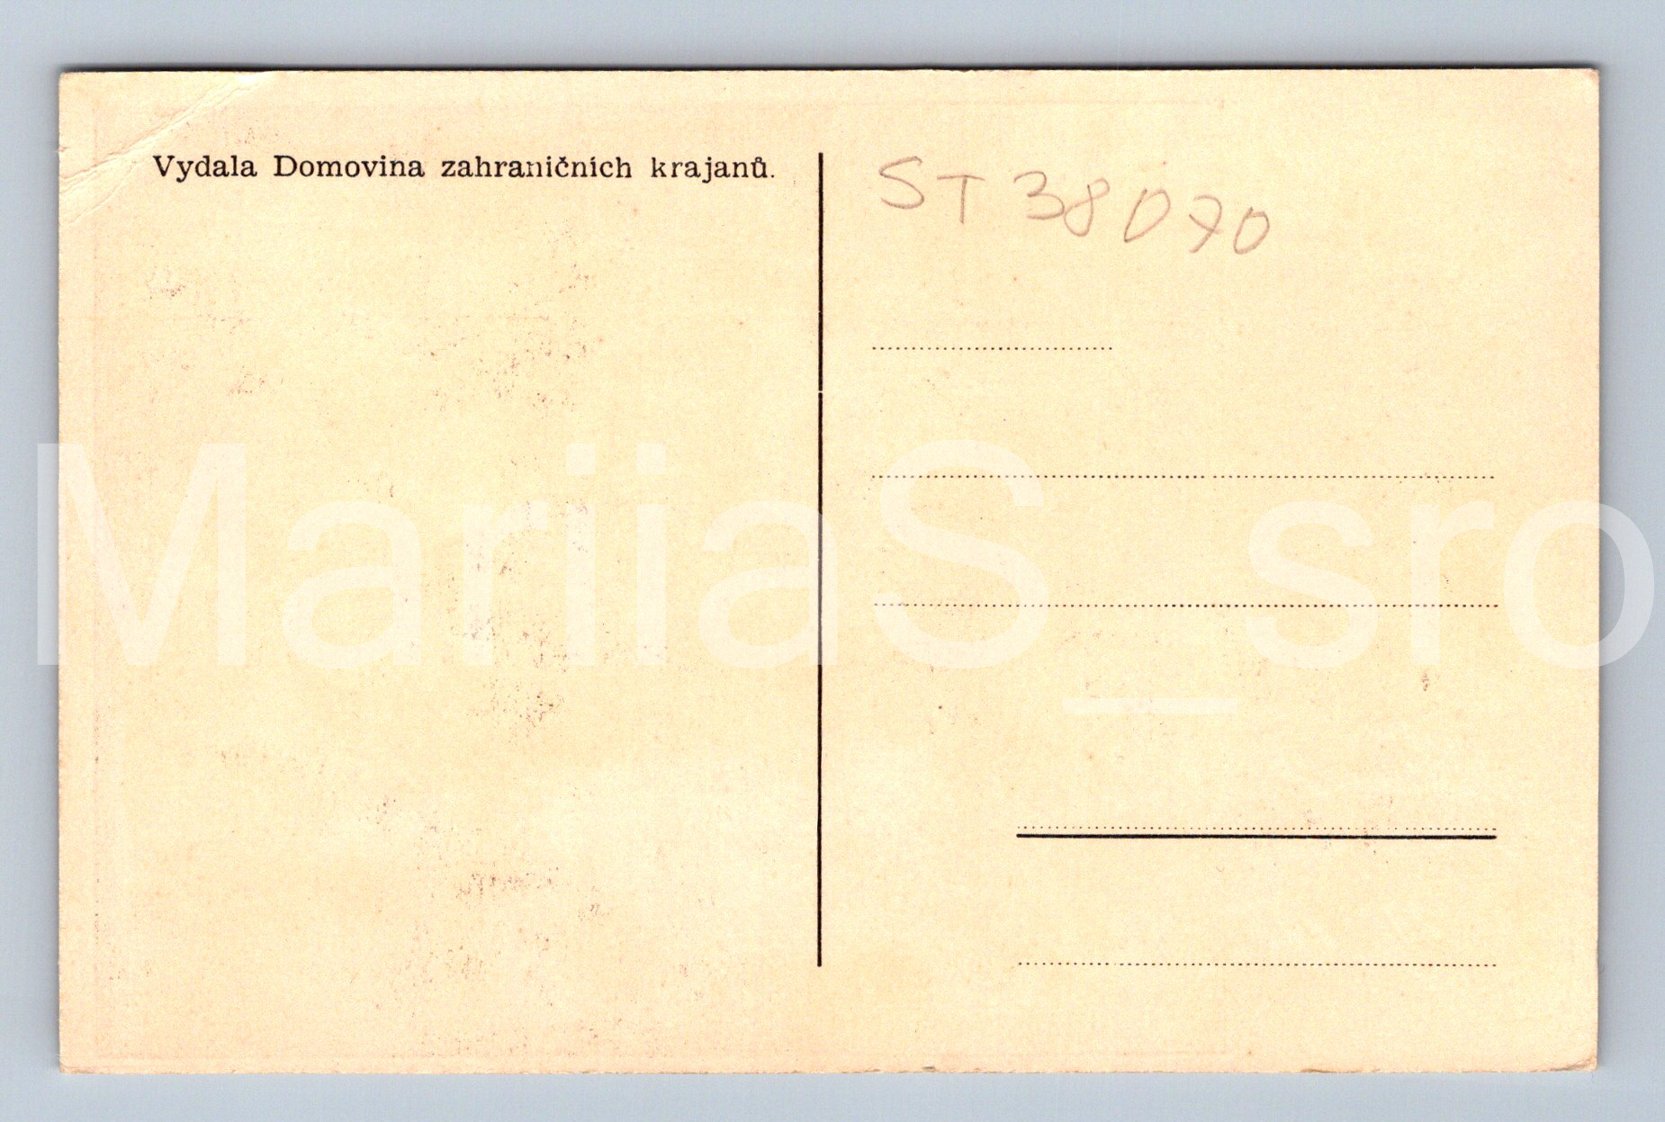 Vydala Domovina zahraničních krajanů.
ST 38070
MariiaS_sro